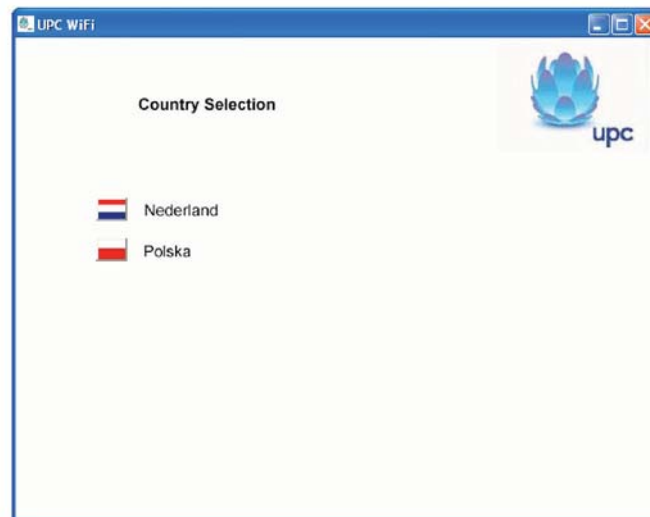 UPC WiFi
Country Selection
upc
Nederland
Polska